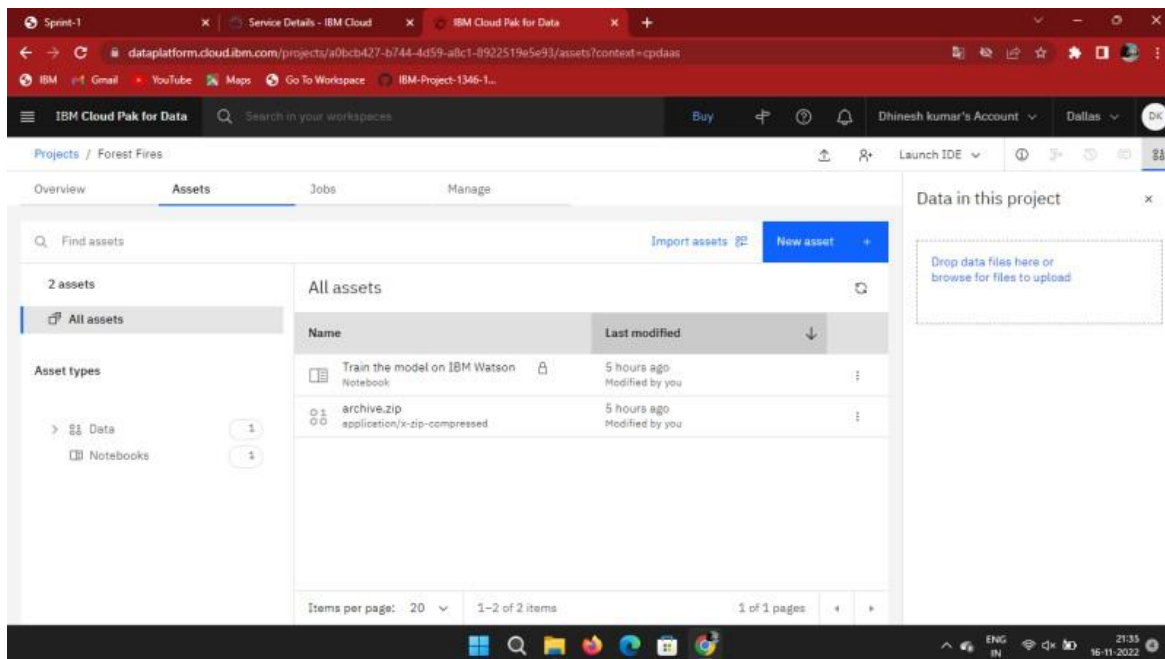 Sprint-1 Service Details - IBM Cloud IBM Cloud Pak for Data
dataplatform.cloud.ibm.com/projects/a0bcb427-b744-4d59-a8c1-8922519e5e93/assets?context=cpdaas
IBM Gmail YouTube Maps Go To Workspace IBM-Project-1346-1...
IBM Cloud Pak for Data Search in your workspaces Buy Dhinesh kumar's Account Dallas DK
Projects / Forest Fires Launch IDE
Overview Assets Jobs Manage
Data in this project
Find assets Import assets New asset +
Drop data files here or
browse for files to upload
2 assets All assets
All assets
Name Last modified
Asset types
Train the model on IBM Watson 5 hours ago
Notebook Modified by you
archive.zip 5 hours ago
application/x-zip-compressed Modified by you
Data 1
Notebooks 1
Items per page: 20 1–2 of 2 items 1 of 1 pages
ENG 21:35
IN 16-11-2022